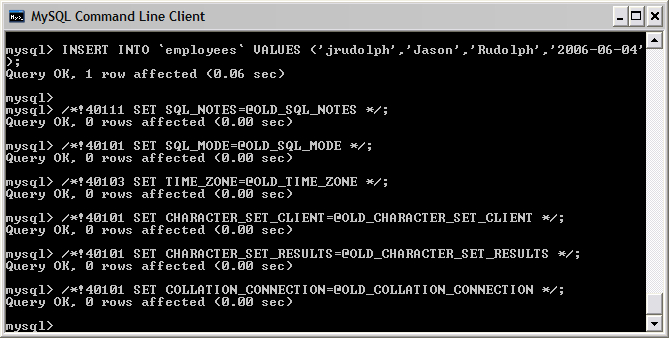 MySQL Command Line Client
mysql> INSERT INTO `employees` VALUES ('jrudolph','Jason','Rudolph','2006-06-04'
);
Query OK, 1 row affected (0.06 sec)
mysql>
mysql> /*!40111 SET SQL_NOTES=@OLD_SQL_NOTES */;
Query OK, 0 rows affected (0.00 sec)
mysql> /*!40101 SET SQL_MODE=@OLD_SQL_MODE */;
Query OK, 0 rows affected (0.00 sec)
mysql> /*!40103 SET TIME_ZONE=@OLD_TIME_ZONE */;
Query OK, 0 rows affected (0.00 sec)
mysql> /*!40101 SET CHARACTER_SET_CLIENT=@OLD_CHARACTER_SET_CLIENT */;
Query OK, 0 rows affected (0.00 sec)
mysql> /*!40101 SET CHARACTER_SET_RESULTS=@OLD_CHARACTER_SET_RESULTS */;
Query OK, 0 rows affected (0.00 sec)
mysql> /*!40101 SET COLLATION_CONNECTION=@OLD_COLLATION_CONNECTION */;
Query OK, 0 rows affected (0.00 sec)
mysql>